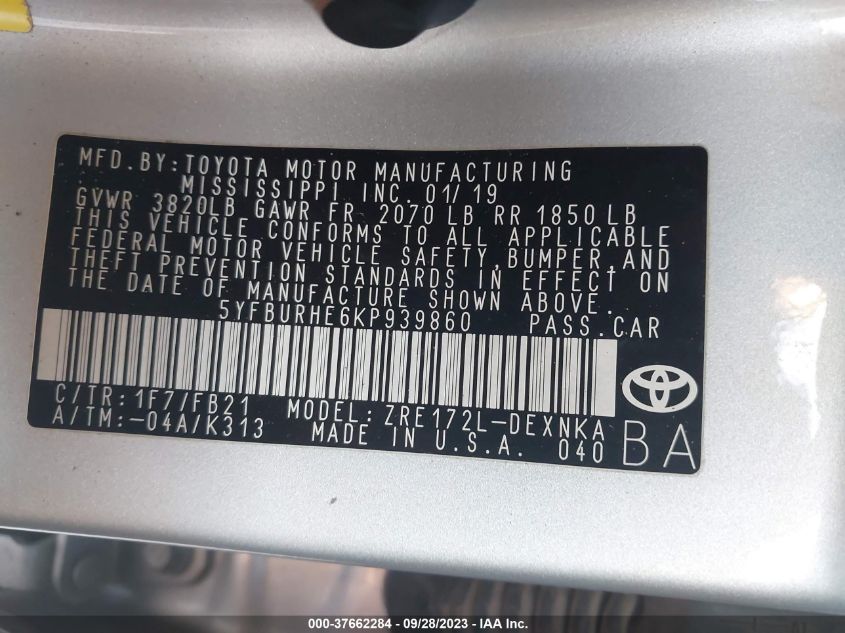 MFD.BY:TOYOTA MOTOR MANUFACTURING
MISSISSIPPI INC. 01/19
GVWR 3820LB GAWR FR 2070 LB RR 1850 LB
THIS VEHICLE CONFORMS TO ALL APPLICABLE
FEDERAL MOTOR VEHICLE SAFETY, BUMPER, AND
THEFT PREVENTION STANDARDS IN EFFECT ON
THE DATE OF MANUFACTURE SHOWN ABOVE.
5YFBURHE6KP939860 PASS.CAR
C/TR: 1F7/FB21 MODEL: ZRE172L-DEXNKA
A/TM:-04A/K313 MADE IN U.S.A. 040
BA
000-37662284 - 09/28/2023 - IAA, Inc.